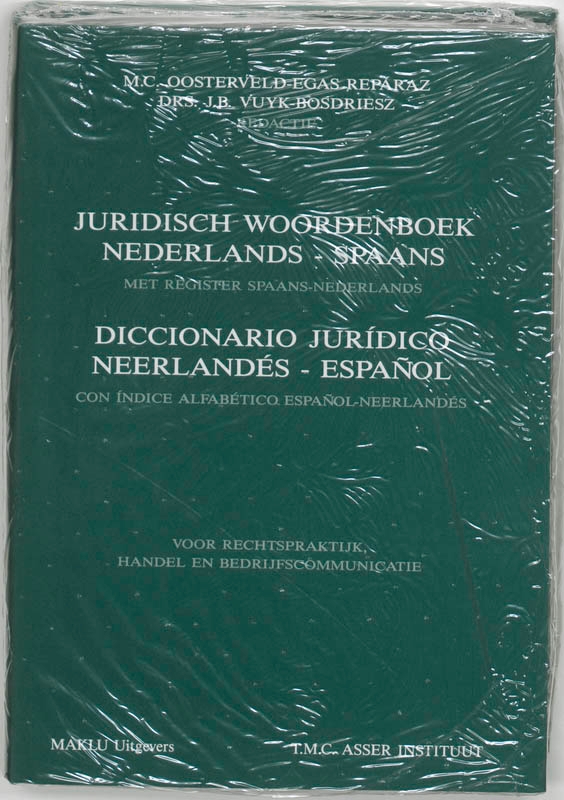 M.C. OOSTERVELD-EGAS REPÁRAZ
DRS. J.B. VUYK-BOSDRIESZ
REDACTIE
JURIDISCH WOORDENBOEK
NEDERLANDS - SPAANS
MET REGISTER SPAANS-NEDERLANDS
DICCIONARIO JURÍDICO
NEERLANDÉS - ESPAÑOL
CON ÍNDICE ALFABÉTICO ESPAÑOL-NEERLANDÉS
VOOR RECHTSPRAKTIJK,
HANDEL EN BEDRIJFSCOMMUNICATIE
MAKLU Uitgevers
T.M.C. ASSER INSTITUUT